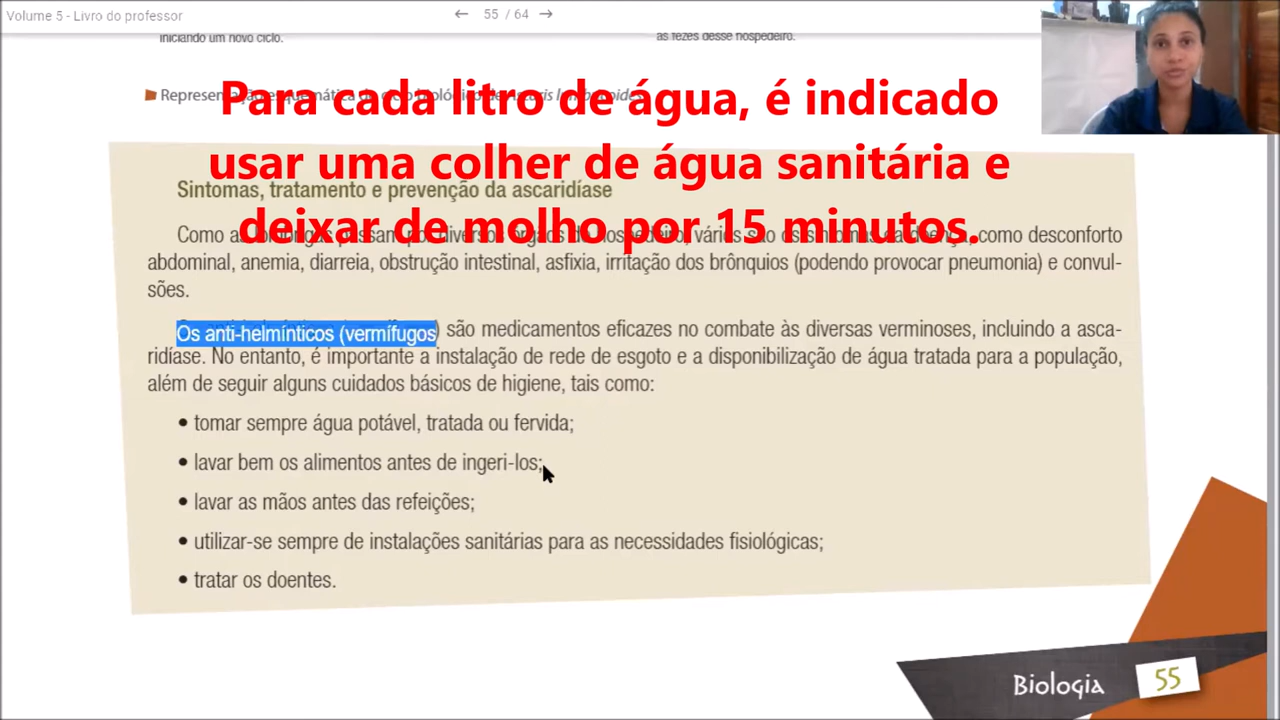 Volume 5 - Livro do professor
← 55 / 64 →
iniciando um novo ciclo.
as fezes desse hospedeiro.
Para cada litro de água, é indicado
usar uma colher de água sanitária e
deixar de molho por 15 minutos.
Sintomas, tratamento e prevenção da ascaridíase
abdominal, anemia, diarreia, obstrução intestinal, asfixia, irritação dos brônquios (podendo provocar pneumonia) e convul-
sões.
Os anti-helmínticos (vermífugos) são medicamentos eficazes no combate às diversas verminoses, incluindo a asca-
ridíase. No entanto, é importante a instalação de rede de esgoto e a disponibilização de água tratada para a população,
além de seguir alguns cuidados básicos de higiene, tais como:
• tomar sempre água potável, tratada ou fervida;
• lavar bem os alimentos antes de ingeri-los;
• lavar as mãos antes das refeições;
• utilizar-se sempre de instalações sanitárias para as necessidades fisiológicas;
• tratar os doentes.
Biologia 55